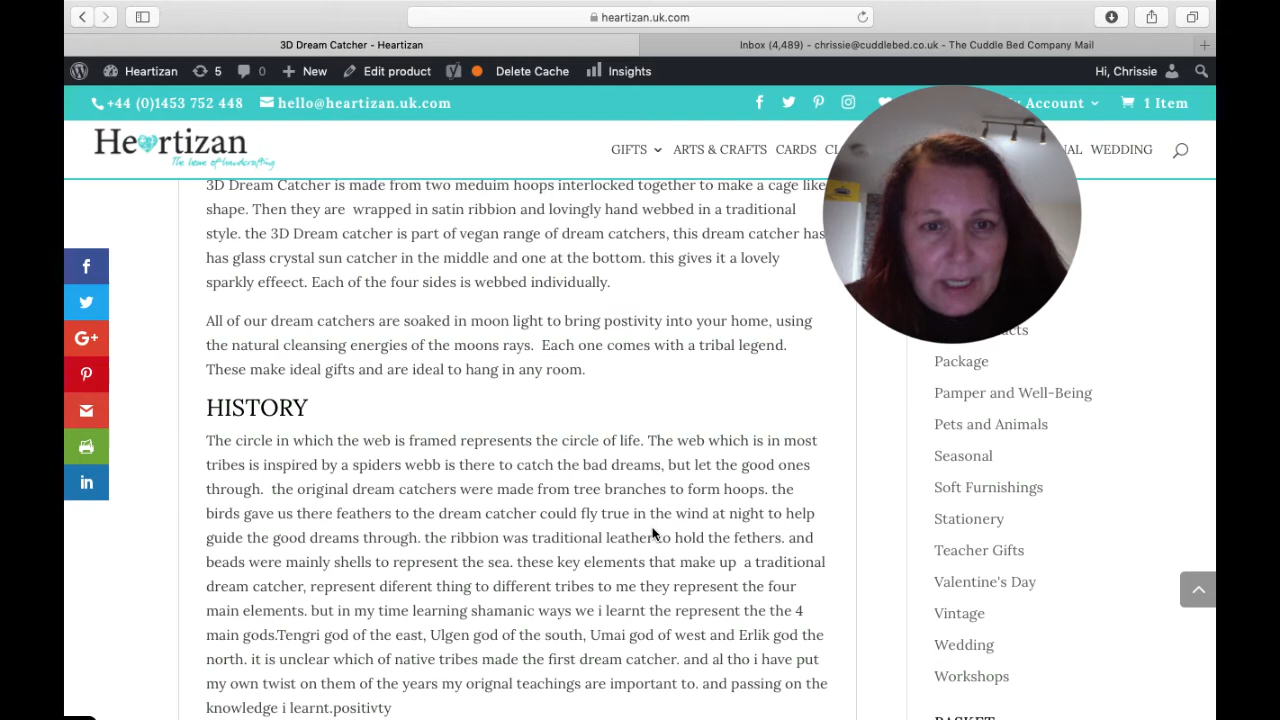 heartizan.uk.com
3D Dream Catcher - Heartizan
Inbox (4,489) - chrissie@cuddlebed.co.uk - The Cuddle Bed Company Mail
Heartizan 5 0 New Edit product Delete Cache Insights Hi, Chrissie
+44 (0)1453 752 448 hello@heartizan.uk.com Account 1 Item
Heartizan
The home of handcrafting
GIFTS ARTS & CRAFTS CARDS WEDDING
3D Dream Catcher is made from two meduim hoops interlocked together to make a cage like
shape. Then they are wrapped in satin ribbion and lovingly hand webbed in a traditional
style. the 3D Dream catcher is part of vegan range of dream catchers, this dream catcher has
has glass crystal sun catcher in the middle and one at the bottom. this gives it a lovely
sparkly effeect. Each of the four sides is webbed individually.
All of our dream catchers are soaked in moon light to bring postivity into your home, using
the natural cleansing energies of the moons rays. Each one comes with a tribal legend.
These make ideal gifts and are ideal to hang in any room.
HISTORY
The circle in which the web is framed represents the circle of life. The web which is in most
tribes is inspired by a spiders webb is there to catch the bad dreams, but let the good ones
through. the original dream catchers were made from tree branches to form hoops. the
birds gave us there feathers to the dream catcher could fly true in the wind at night to help
guide the good dreams through. the ribbion was traditional leather to hold the fethers. and
beads were mainly shells to represent the sea. these key elements that make up a traditional
dream catcher, represent diferent thing to different tribes to me they represent the four
main elements. but in my time learning shamanic ways we i learnt the represent the the 4
main gods.Tengri god of the east, Ulgen god of the south, Umai god of west and Erlik god the
north. it is unclear which of native tribes made the first dream catcher. and al tho i have put
my own twist on them of the years my orignal teachings are important to. and passing on the
knowledge i learnt.positivty
Package
Pamper and Well-Being
Pets and Animals
Seasonal
Soft Furnishings
Stationery
Teacher Gifts
Valentine's Day
Vintage
Wedding
Workshops